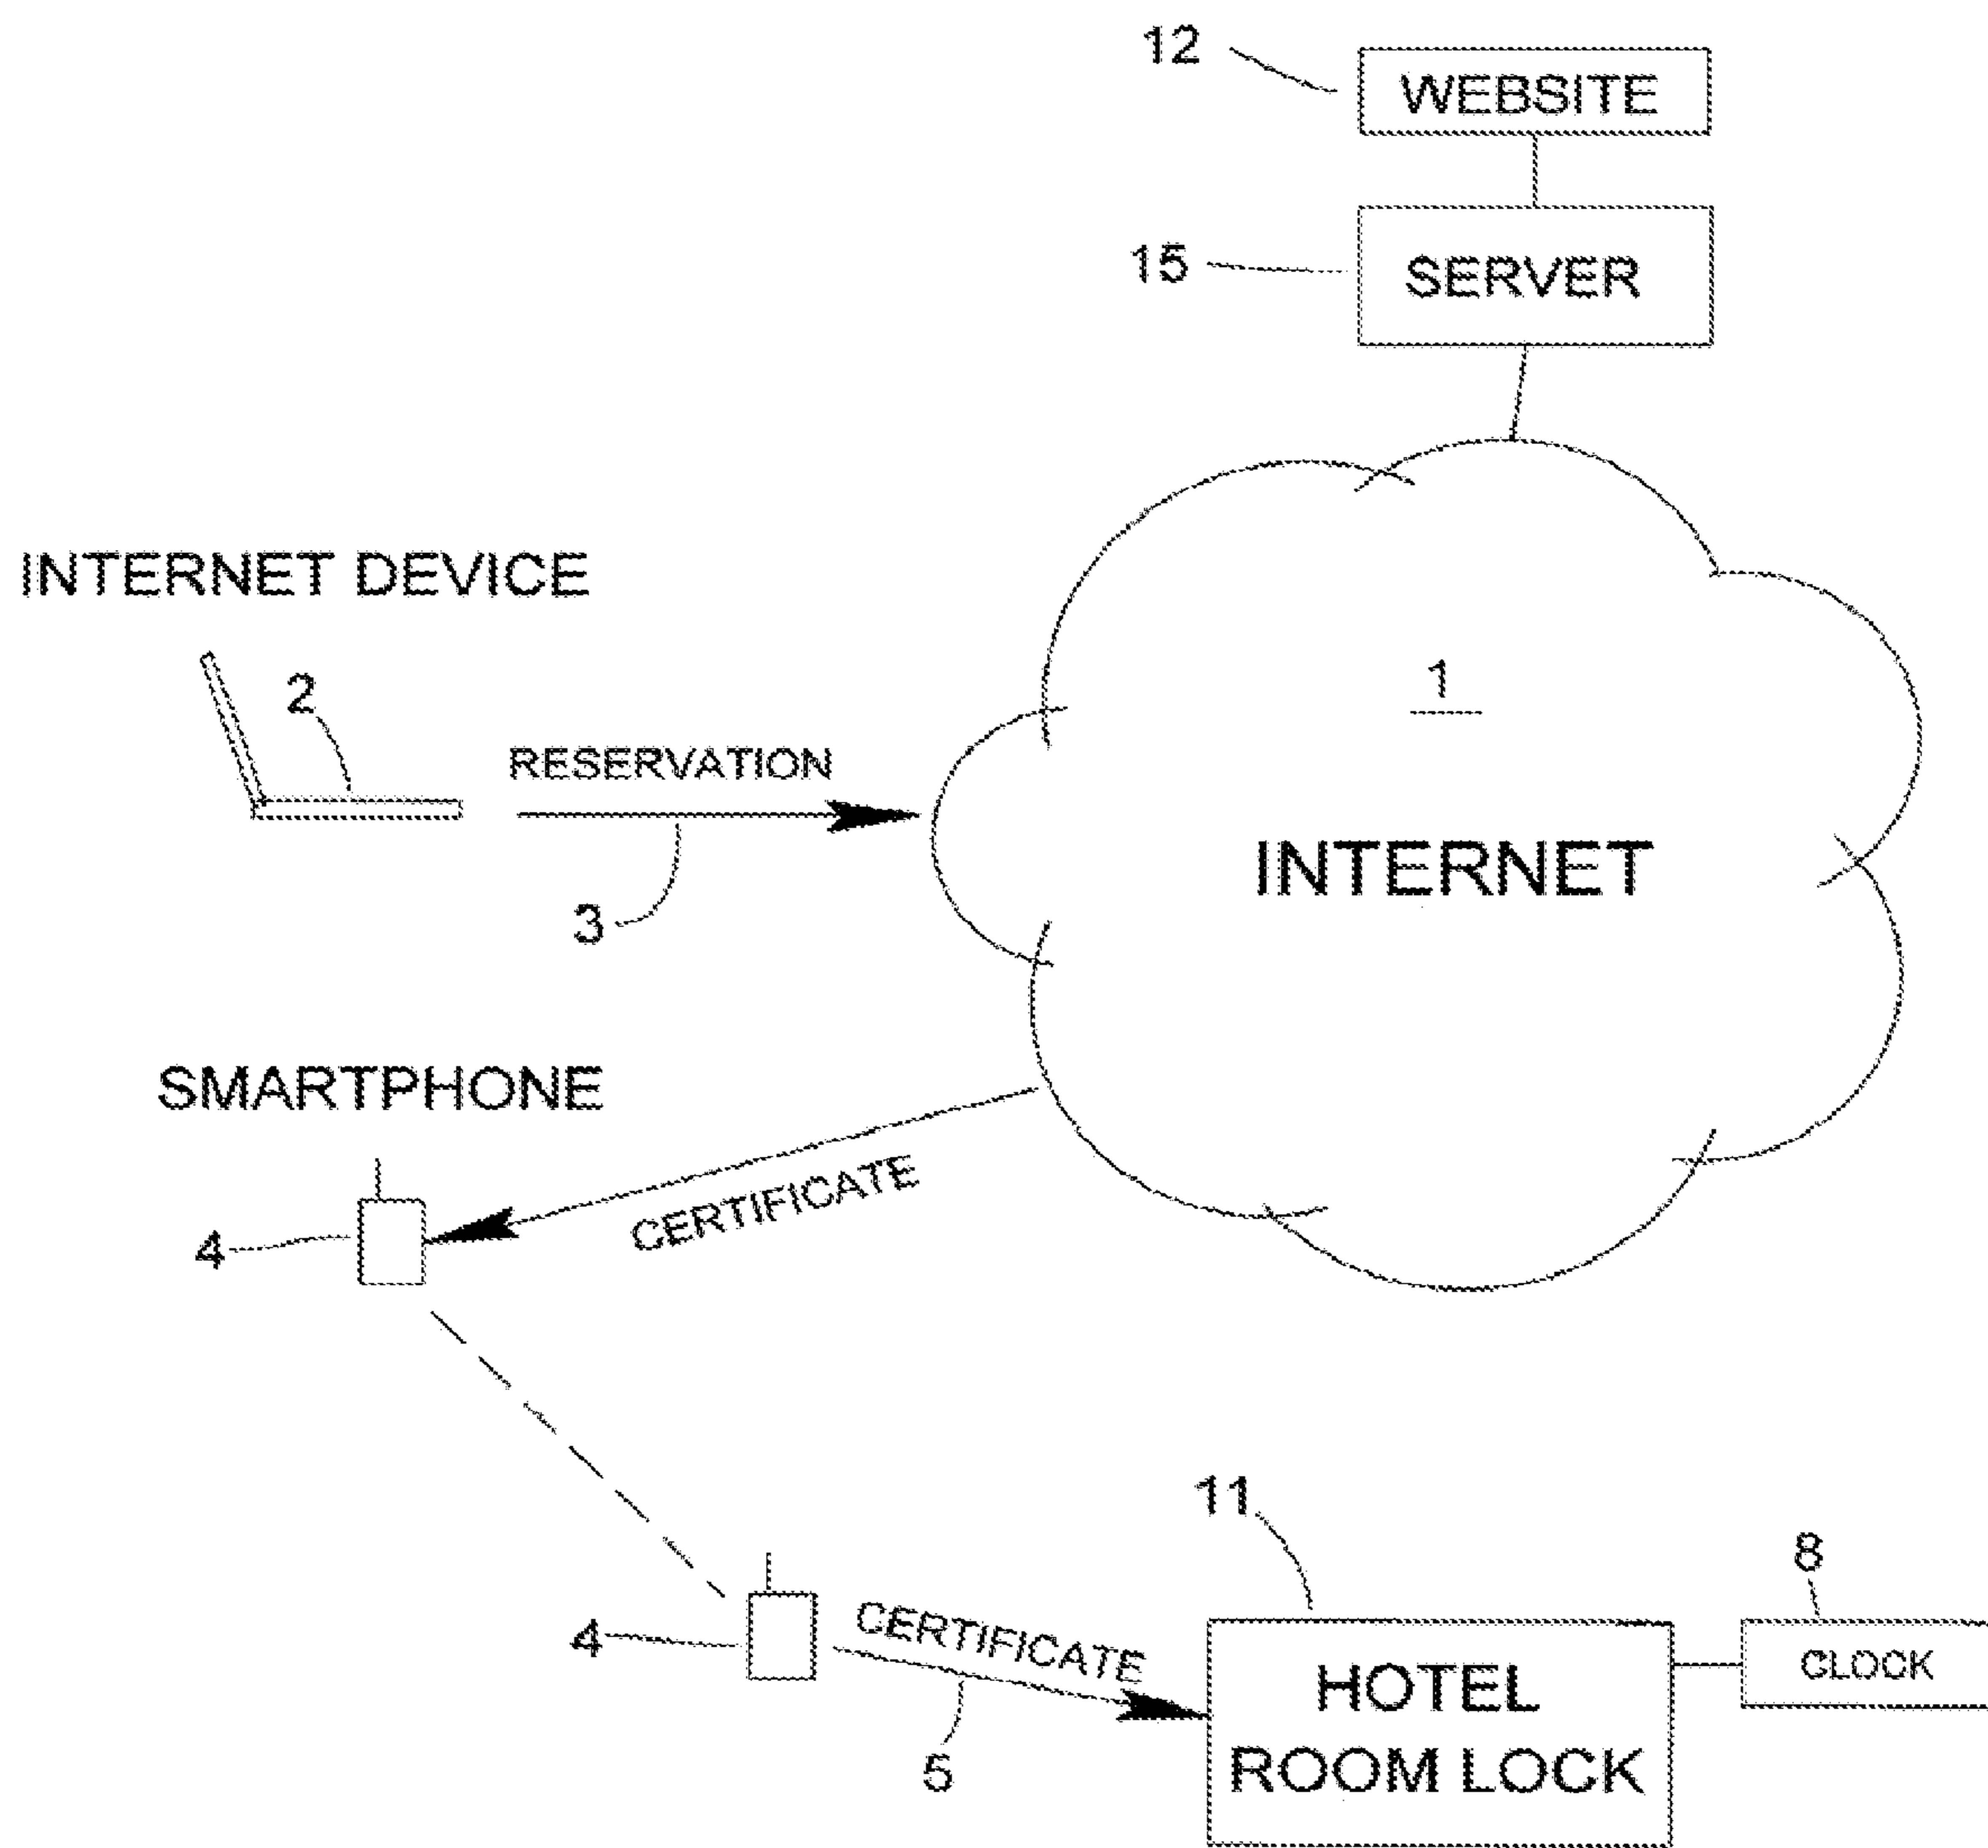 12
WEBSITE
15
SERVER
INTERNET DEVICE
2
RESERVATION
3
1
INTERNET
SMARTPHONE
4
CERTIFICATE
4
CERTIFICATE
5
11
HOTEL
ROOM LOCK
8
CLOCK